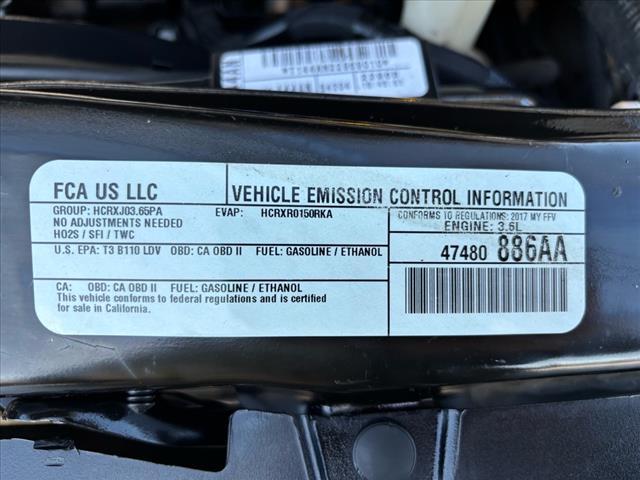 MAN
FCA US LLC
VEHICLE EMISSION CONTROL INFORMATION
GROUP: HCRXJ03.65PA EVAP: HCRXR0150RKA
NO ADJUSTMENTS NEEDED
HO2S / SFI / TWC
CONFORMS TO REGULATIONS: 2017 MY FFV
ENGINE: 3.6L
U.S. EPA: T3 B110 LDV OBD: CA OBD II FUEL: GASOLINE / ETHANOL
47480 886AA
CA: OBD: CA OBD II FUEL: GASOLINE / ETHANOL
This vehicle conforms to federal regulations and is certified
for sale in California.